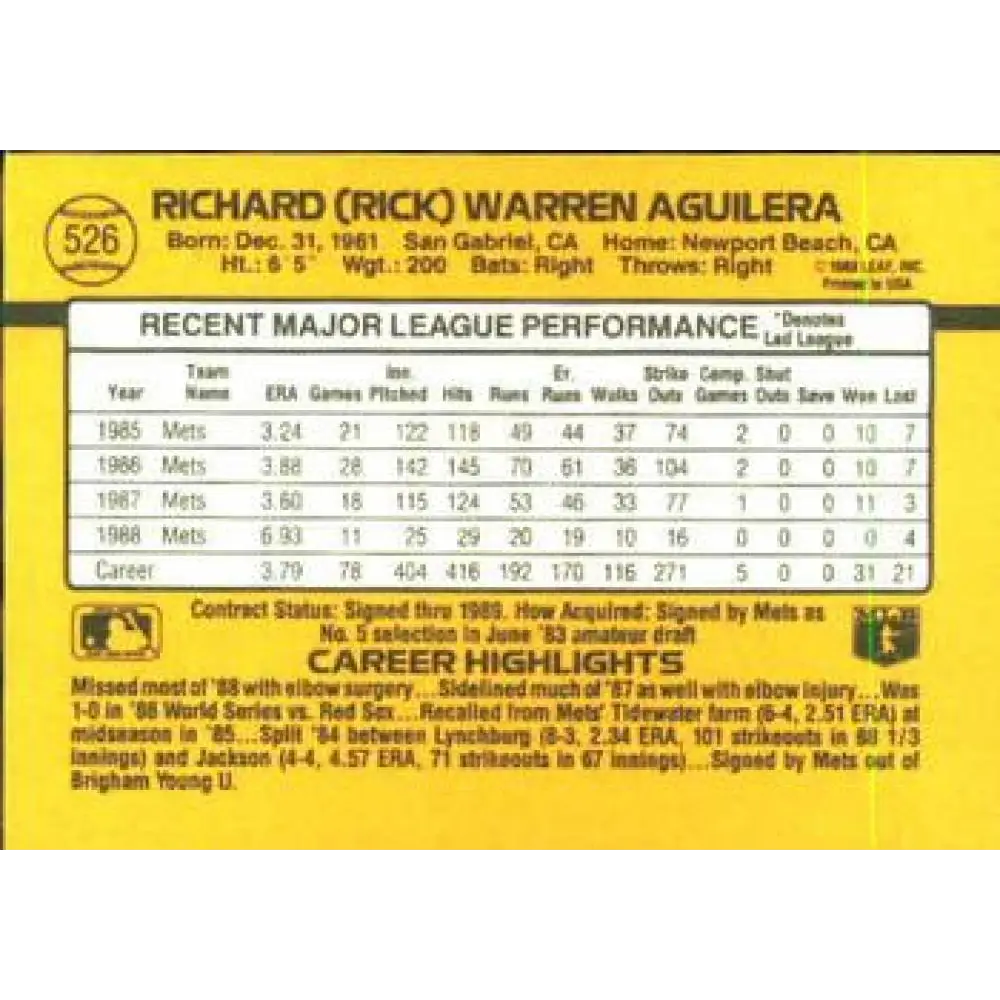 526
RICHARD (RICK) WARREN AGUILERA
Born: Dec. 31, 1961 San Gabriel, CA Home: Newport Beach, CA
Ht.: 6'5" Wgt.: 200 Bats: Right Throws: Right LEAF, INC.
Printed in USA
RECENT MAJOR LEAGUE PERFORMANCE *Denotes Led League
Year Team Name ERA Games Inn. Pitched Hits Runs Er. Runs Walks Strike Outs Comp. Games Shut Outs Save Won Lost
1985 Mets 3.24 21 122 118 49 44 37 74 2 0 0 10 7
1986 Mets 3.88 28 142 145 70 61 36 104 2 0 0 10 7
1987 Mets 3.60 18 115 124 53 46 33 77 1 0 0 11 3
1988 Mets 6.93 11 25 29 20 19 10 16 0 0 0 0 4
Career 3.79 78 404 416 192 170 116 271 5 0 0 31 21
Contract Status: Signed thru 1989. How Acquired: Signed by Mets as
No. 5 selection in June '83 amateur draft
CAREER HIGHLIGHTS
Missed most of '88 with elbow surgery...Sidelined much of '87 as well with elbow injury...Was
1-0 in '86 World Series vs. Red Sox...Recalled from Mets' Tidewater farm (6-4, 2.51 ERA) at
midseason in '85...Split '84 between Lynchburg (8-3, 2.34 ERA, 101 strikeouts in 88 1/3
innings) and Jackson (4-4, 4.57 ERA, 71 strikeouts in 67 innings)...Signed by Mets out of
Brigham Young U.